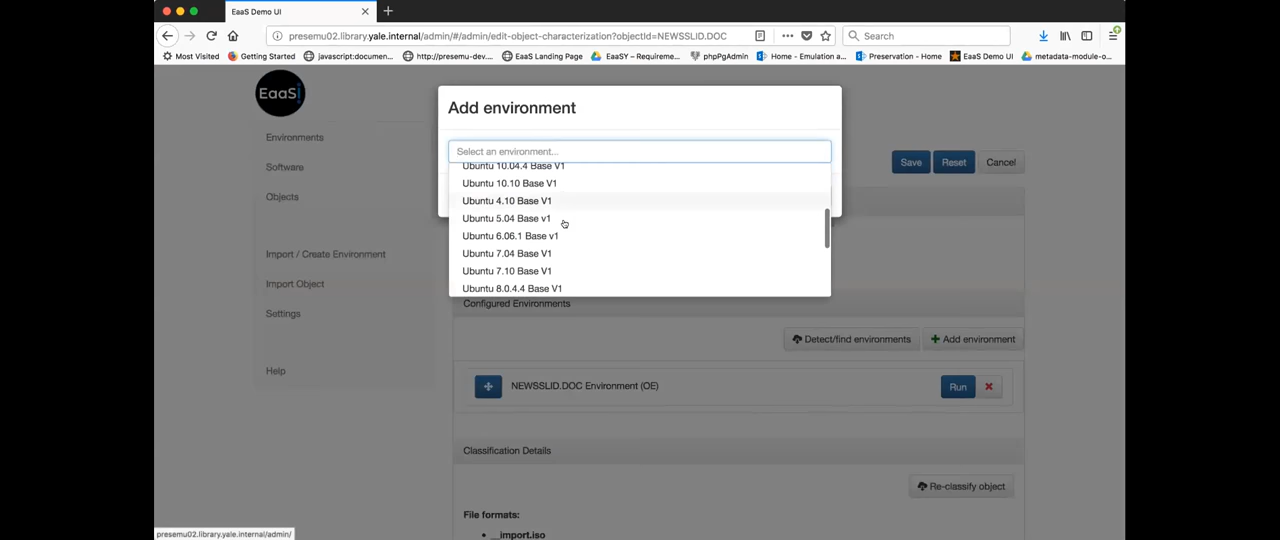 EaaS Demo UI
presemu02.library.yale.internal/admin/#/admin/edit-object-characterization?objectId=NEWSSLID.DOC
Search
Most Visited
Getting Started
javascript:documen...
http://presemu-dev....
EaaS Landing Page
EaaSY – Requireme...
phpPgAdmin
Home - Emulation a...
Preservation - Home
EaaS Demo UI
metadata-module-o...
EaaSi
Environments
Software
Objects
Import / Create Environment
Import Object
Settings
Help
Add environment
Select an environment...
Ubuntu 10.04.4 Base V1
Ubuntu 10.10 Base V1
Ubuntu 4.10 Base V1
Ubuntu 5.04 Base v1
Ubuntu 6.06.1 Base v1
Ubuntu 7.04 Base V1
Ubuntu 7.10 Base V1
Ubuntu 8.0.4.4 Base V1
Save
Reset
Cancel
Configured Environments
Detect/find environments
Add environment
NEWSSLID.DOC Environment (OE)
Run
Classification Details
Re-classify object
File formats:
__import.iso
presemu02.library.yale.internal/admin/